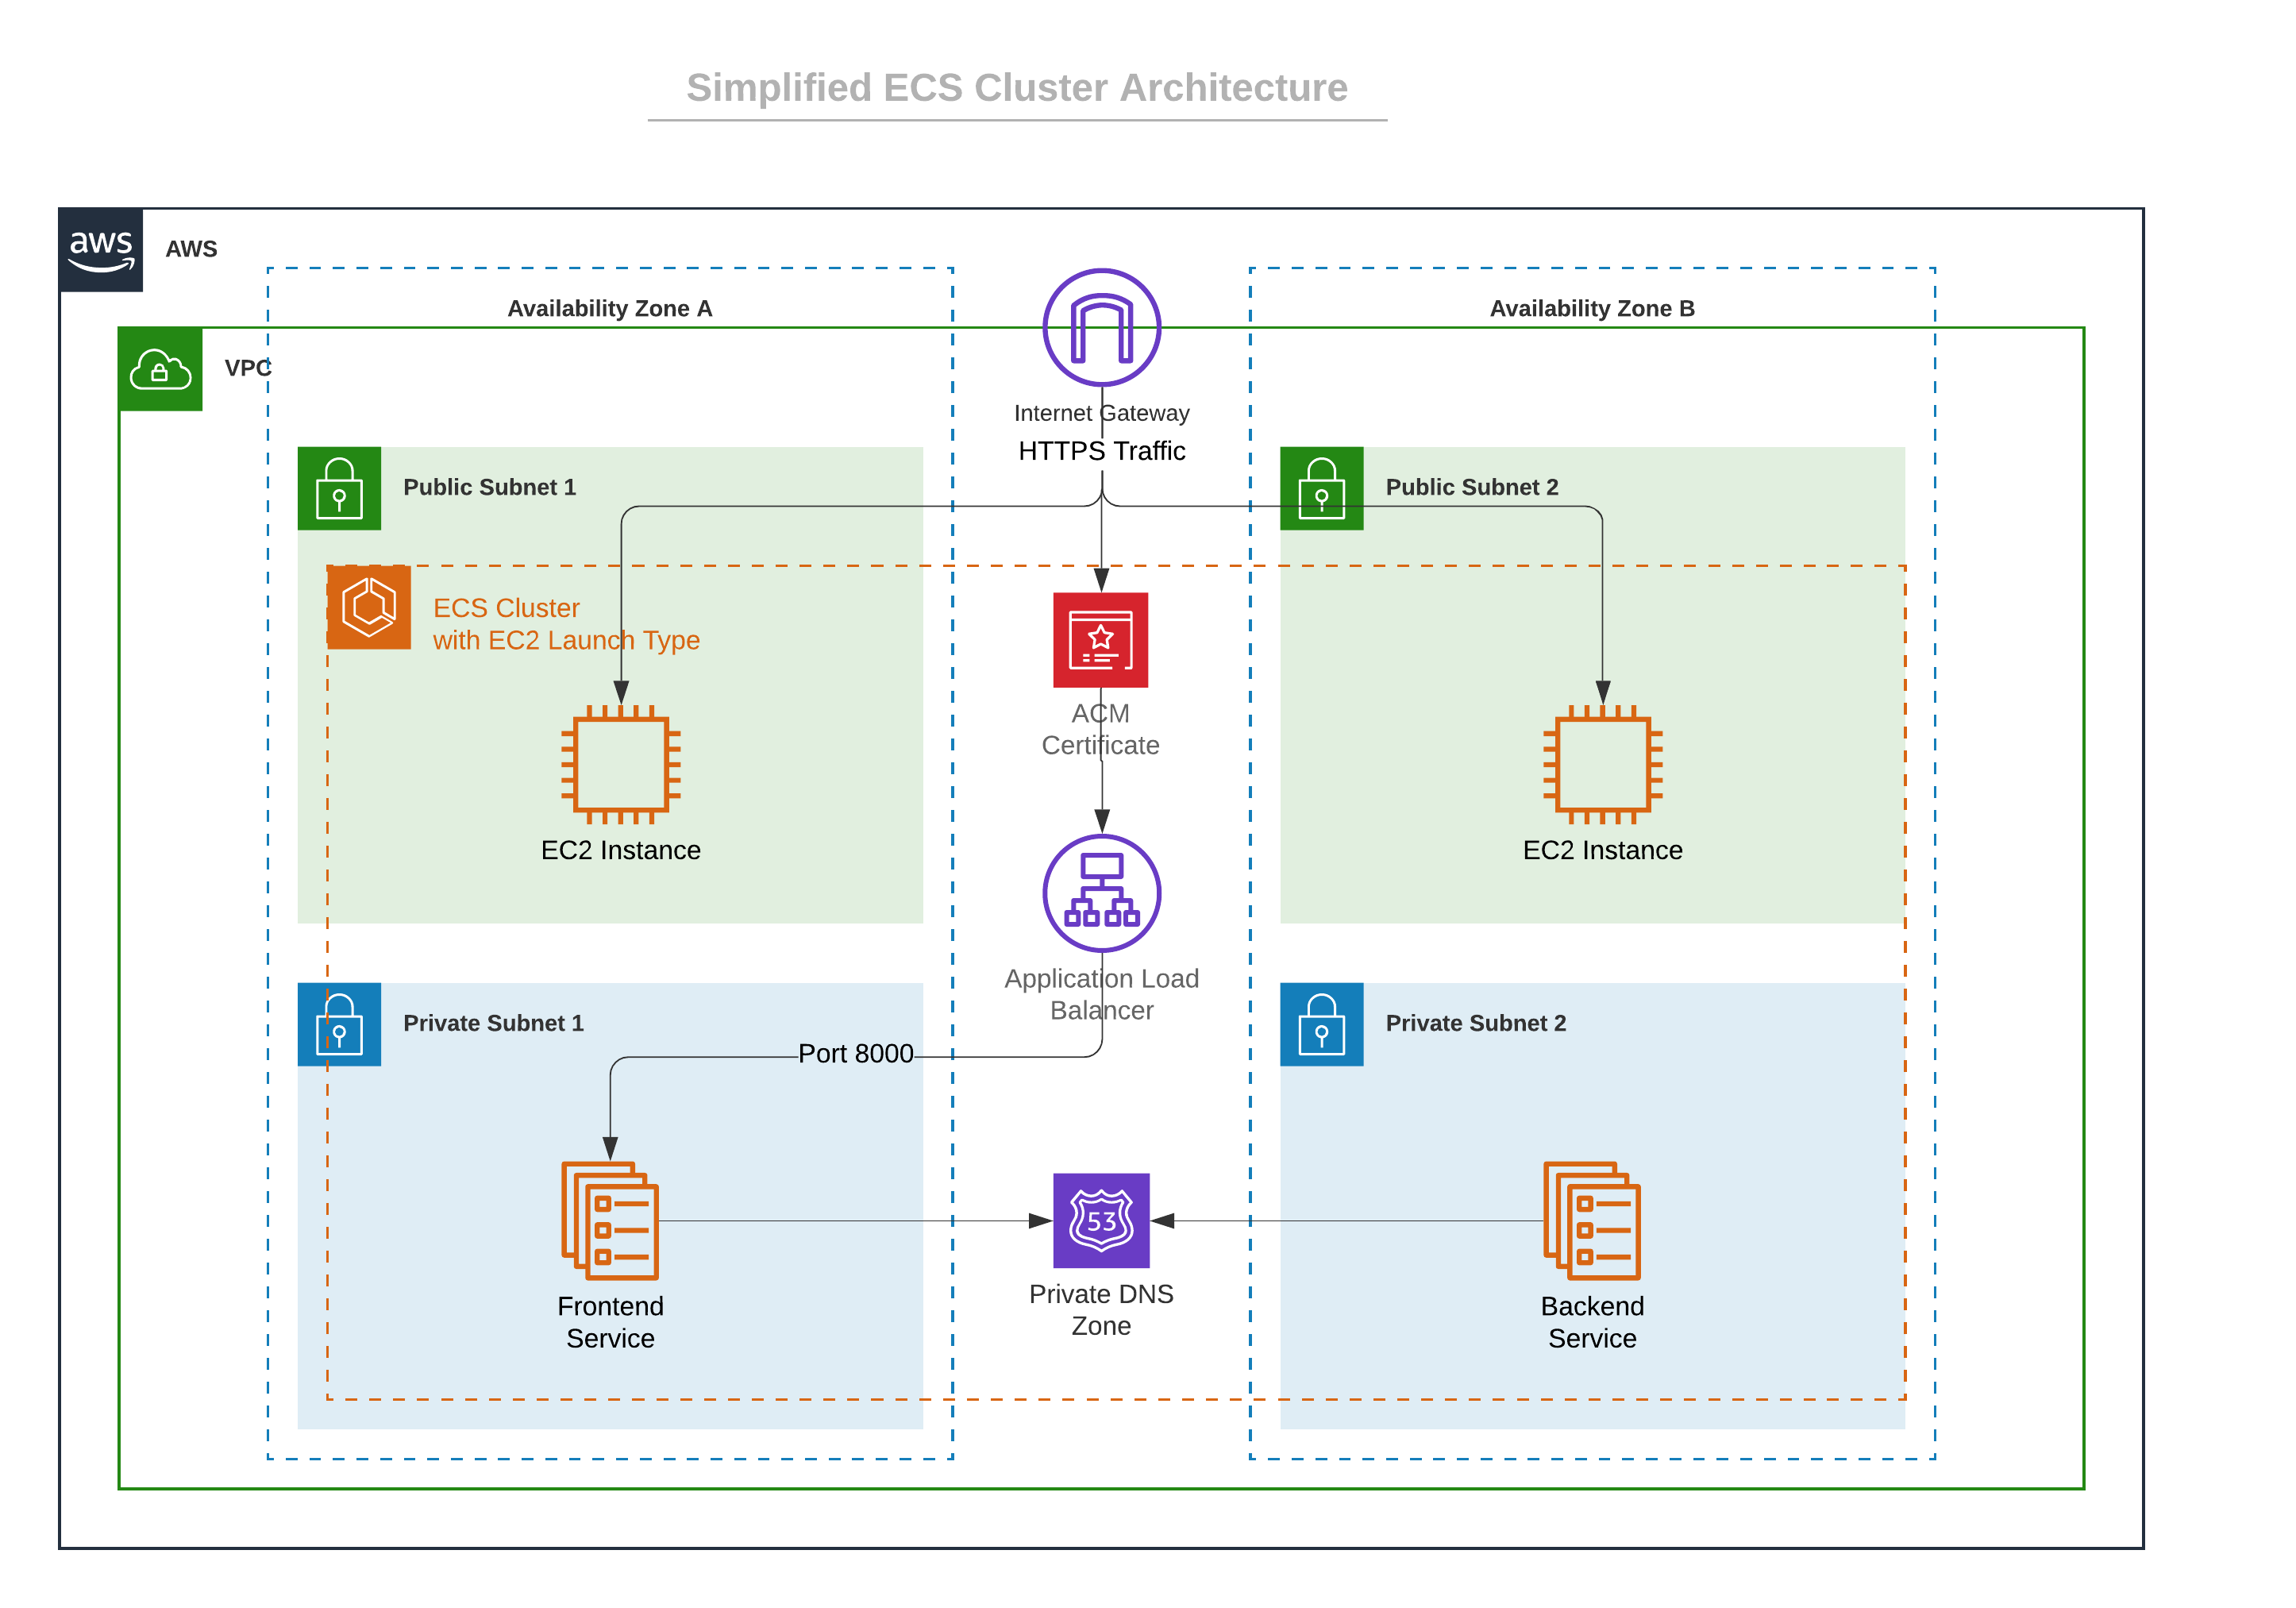 Simplified ECS Cluster Architecture
aws
AWS
Availability Zone A
Availability Zone B
VPC
Internet Gateway
HTTPS Traffic
Public Subnet 1
Public Subnet 2
ECS Cluster
with EC2 Launch Type
ACM
Certificate
EC2 Instance
EC2 Instance
Application Load
Balancer
Private Subnet 1
Private Subnet 2
Port 8000
53
Frontend
Service
Private DNS
Zone
Backend
Service